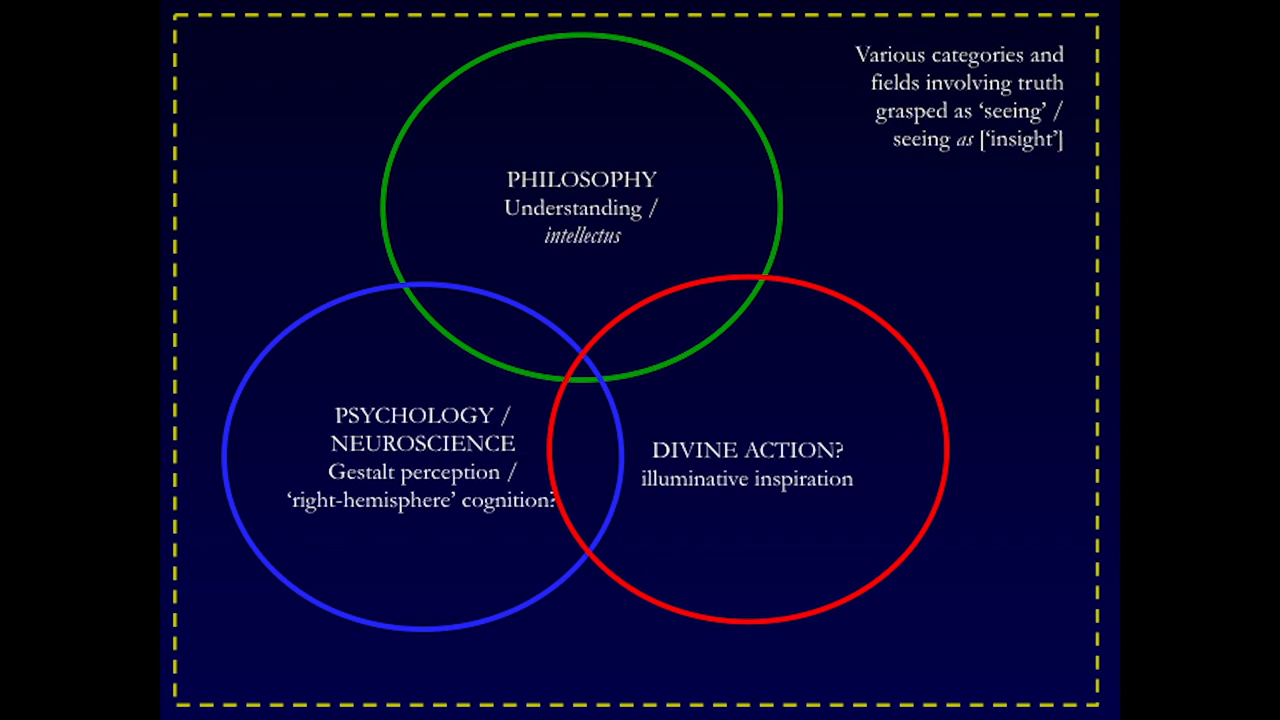 Various categories and
fields involving truth
grasped as ‘seeing’ /
seeing as [‘insight’]
PHILOSOPHY
Understanding /
intellectus
PSYCHOLOGY /
NEUROSCIENCE
Gestalt perception /
‘right-hemisphere’ cognition?
DIVINE ACTION?
illuminative inspiration